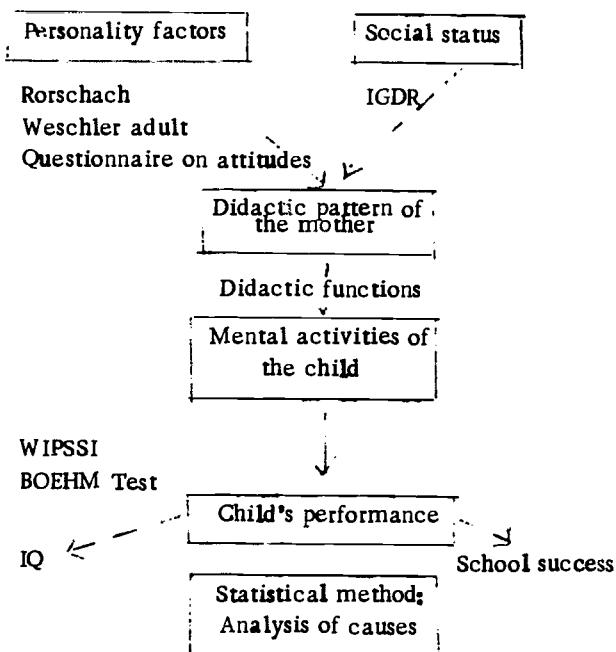 Personality factors
Social status
Rorschach
IGDR
Weschler adult
Questionnaire on attitudes
Didactic pattern of
the mother
Didactic functions
Mental activities of
the child
WIPSSI
BOEHM Test
Child's performance
IQ
School success
Statistical method:
Analysis of causes